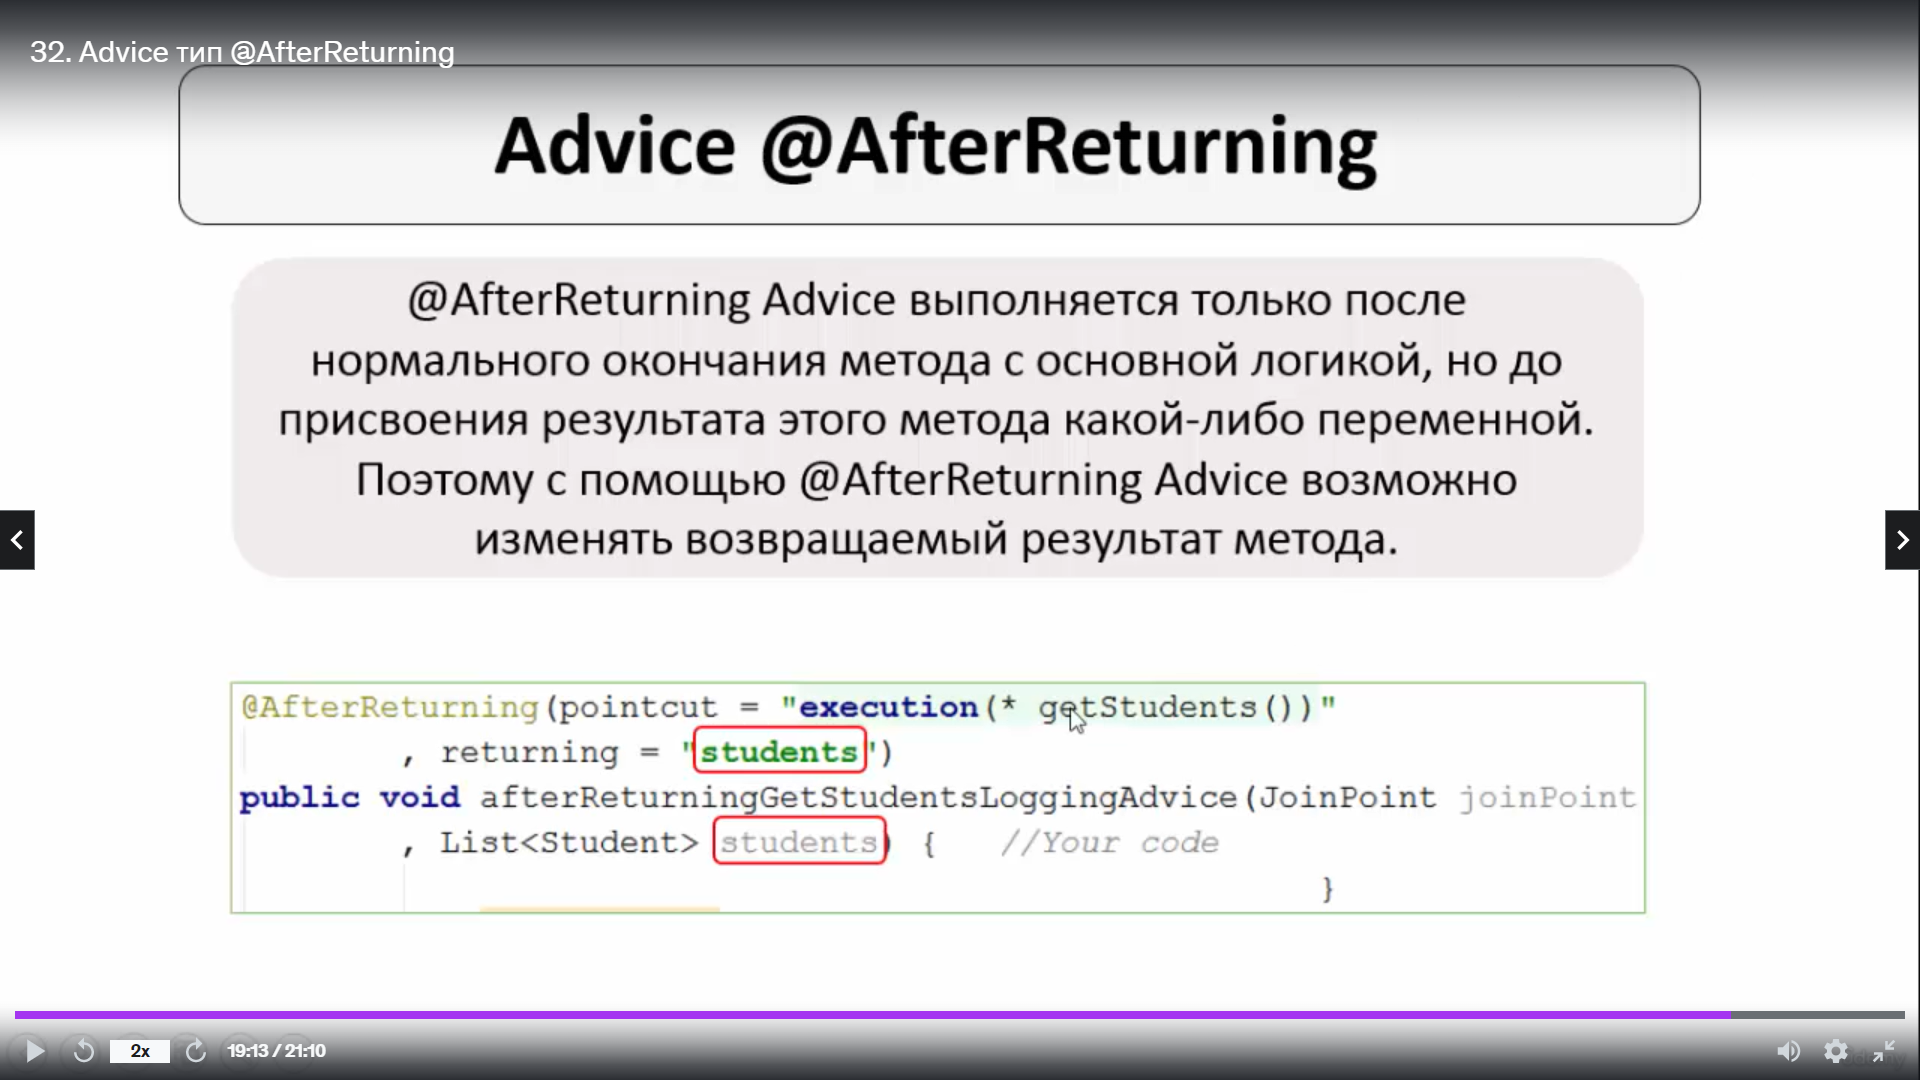 32. Advice тип @AfterReturning
Advice @AfterReturning
@AfterReturning Advice выполняется только после
нормального окончания метода с основной логикой, но до
присвоения результата этого метода какой-либо переменной.
Поэтому с помощью @AfterReturning Advice возможно
изменять возвращаемый результат метода.
@AfterReturning(pointcut = "execution(* getStudents())"
, returning = "students")
public void afterReturningGetStudentsLoggingAdvice(JoinPoint joinPoint
, List<Student> students) { //Your code
}
2x
19:13 / 21:10